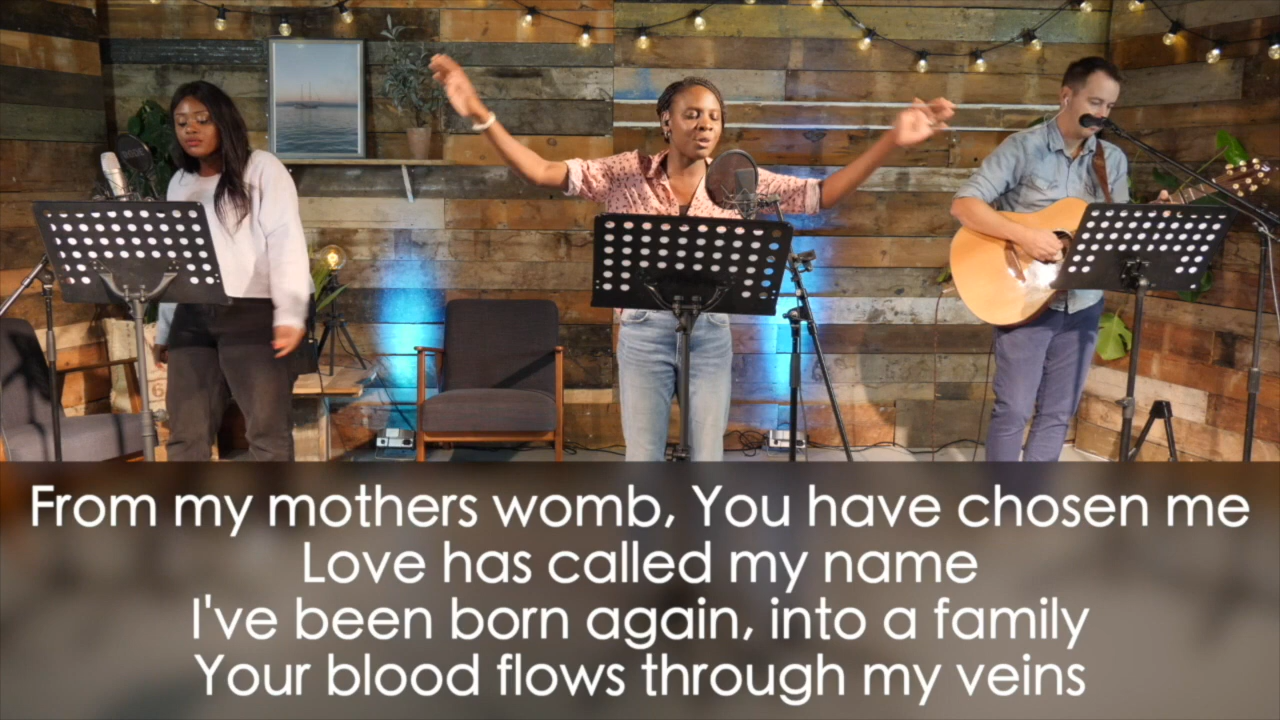 From my mothers womb, You have chosen me
Love has called my name
I've been born again, into a family
Your blood flows through my veins